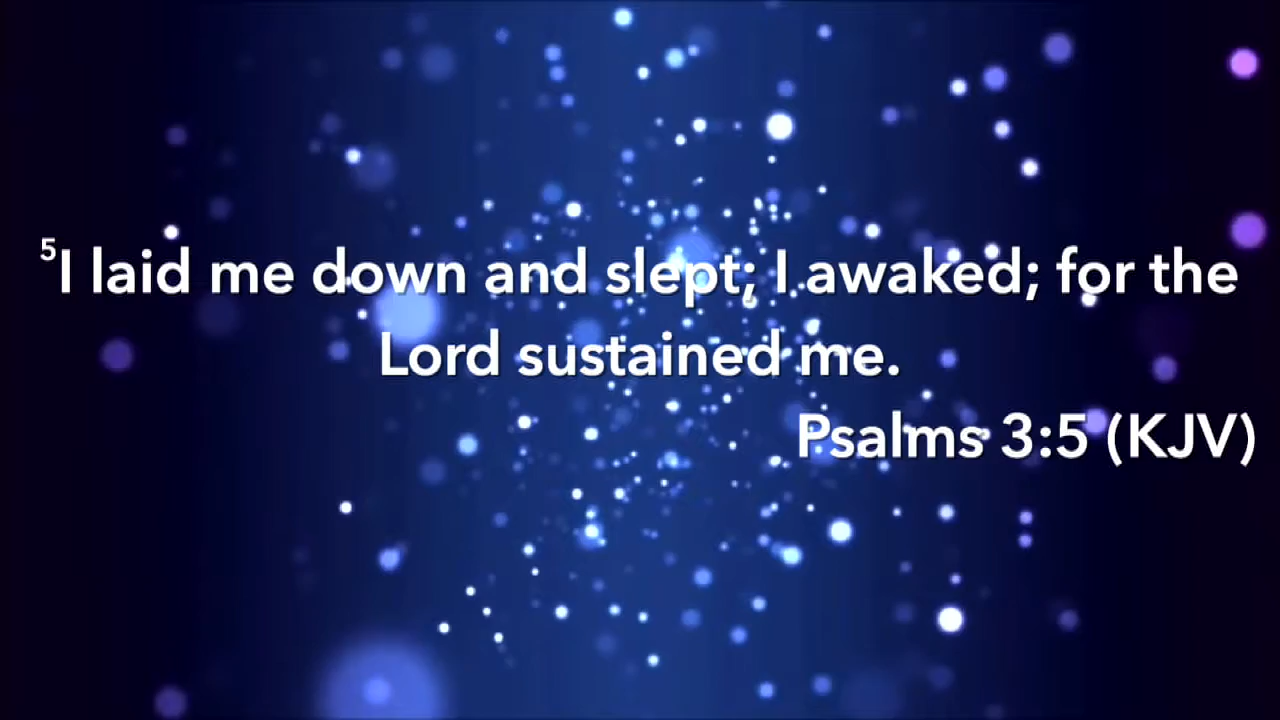 ⁵I laid me down and slept; I awaked; for the
Lord sustained me.
Psalms 3:5 (KJV)